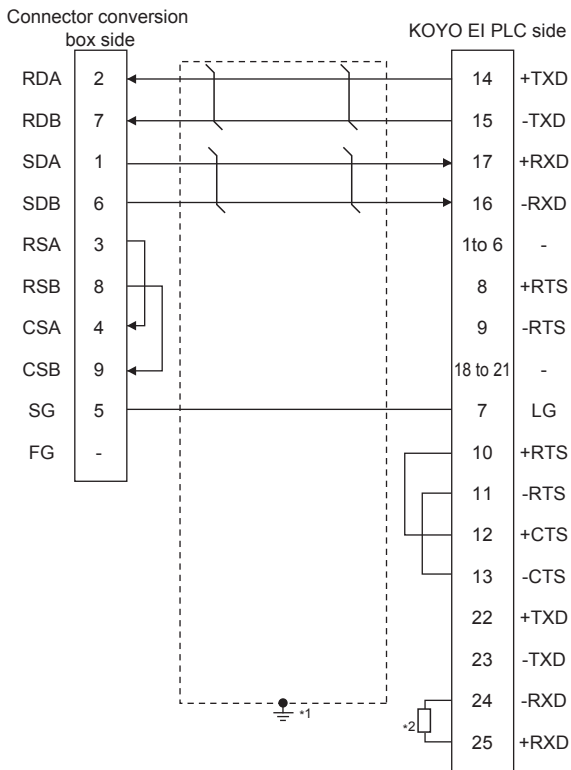 Connector conversion
box side
KOYO EI PLC side
RDA 2 14 +TXD
RDB 7 15 -TXD
SDA 1 17 +RXD
SDB 6 16 -RXD
RSA 3 1to 6 -
RSB 8 8 +RTS
CSA 4 9 -RTS
CSB 9 18 to 21 -
SG 5 7 LG
FG - 10 +RTS
11 -RTS
12 +CTS
13 -CTS
22 +TXD
23 -TXD
*1 24 -RXD
*2
25 +RXD